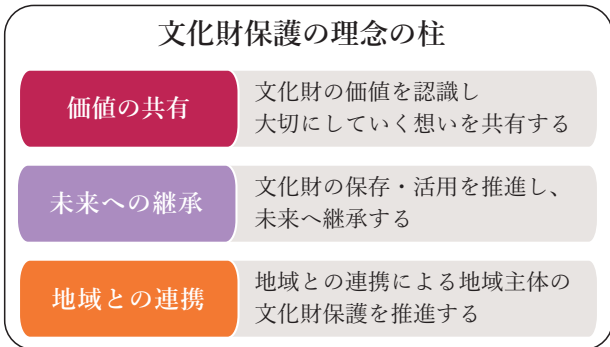 文化財保護の理念の柱
価値の共有
文化財の価値を認識し
大切にしていく想いを共有する
未来への継承
文化財の保存・活用を推進し、
未来へ継承する
地域との連携
地域との連携による地域主体の
文化財保護を推進する